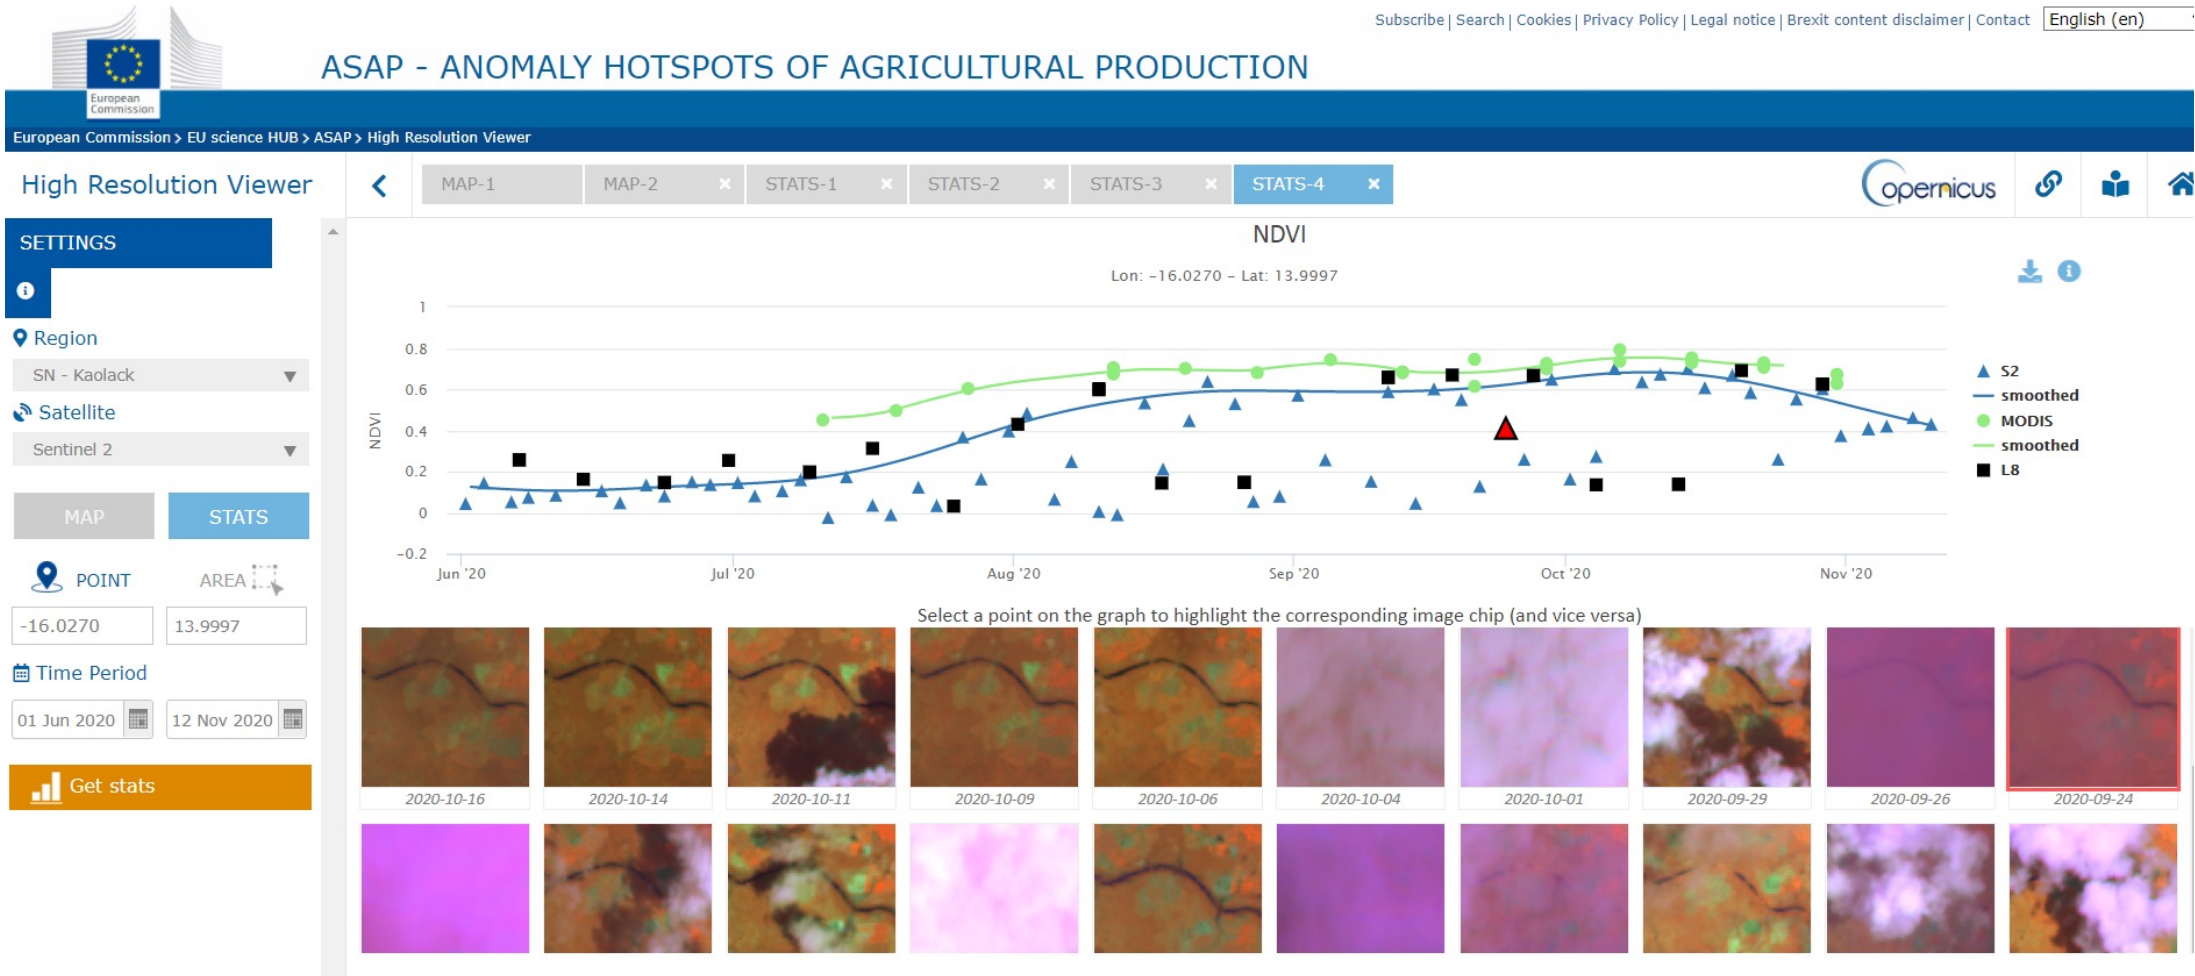 Subscribe | Search | Cookies | Privacy Policy | Legal notice | Brexit content disclaimer | Contact English (en)
European
Commission
ASAP - ANOMALY HOTSPOTS OF AGRICULTURAL PRODUCTION
European Commission > EU science HUB > ASAP > High Resolution Viewer
High Resolution Viewer
MAP-1 MAP-2 × STATS-1 × STATS-2 × STATS-3 × STATS-4 ×
opernicus
SETTINGS
Region
SN - Kaolack
Satellite
Sentinel 2
MAP STATS
POINT AREA
-16.0270 13.9997
Time Period
01 Jun 2020 12 Nov 2020
Get stats
NDVI
Lon: -16.0270 - Lat: 13.9997
NDVI
1
0.8
0.6
0.4
0.2
0
-0.2
Jun '20 Jul '20 Aug '20 Sep '20 Oct '20 Nov '20
S2
smoothed
MODIS
smoothed
L8
Select a point on the graph to highlight the corresponding image chip (and vice versa)
2020-10-16 2020-10-14 2020-10-11 2020-10-09 2020-10-06 2020-10-04 2020-10-01 2020-09-29 2020-09-26 2020-09-24